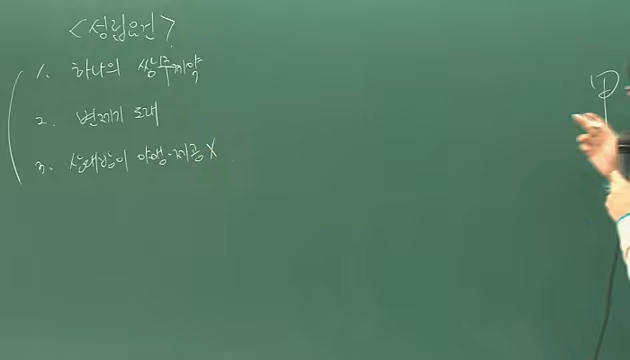 <성립요건>
1. 하나의 쌍무계약
2. 변제기 도래
3. 상대방이 이행·제공 X